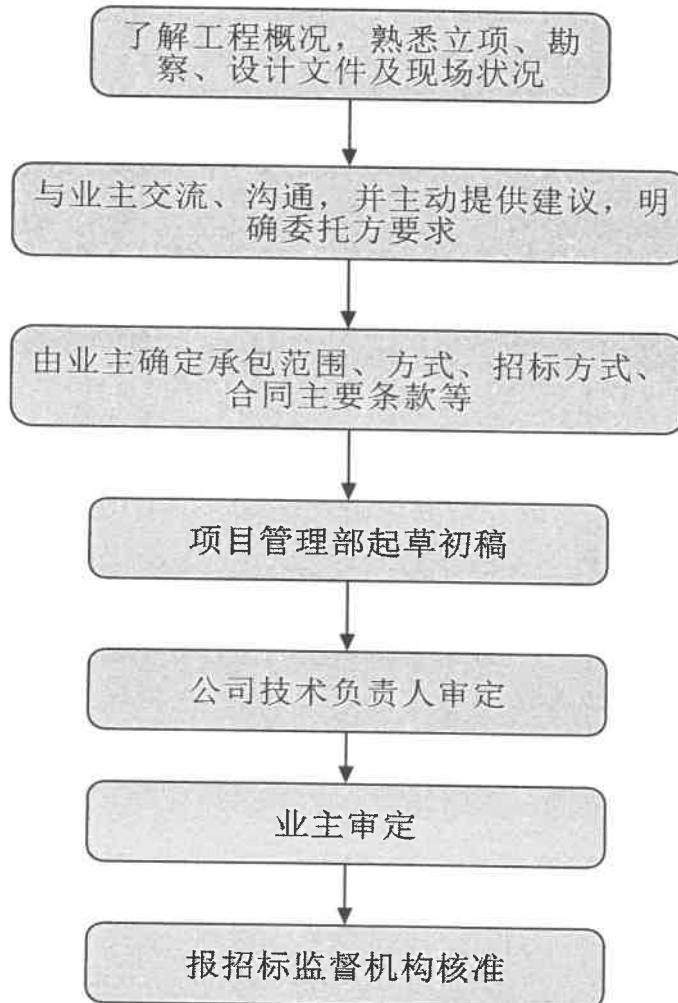 了解工程概况，熟悉立项、勘
察、设计文件及现场状况
与业主交流、沟通，并主动提供建议，明
确委托方要求
由业主确定承包范围、方式、招标方式、
合同主要条款等
项目管理部起草初稿
公司技术负责人审定
业主审定
报招标监督机构核准